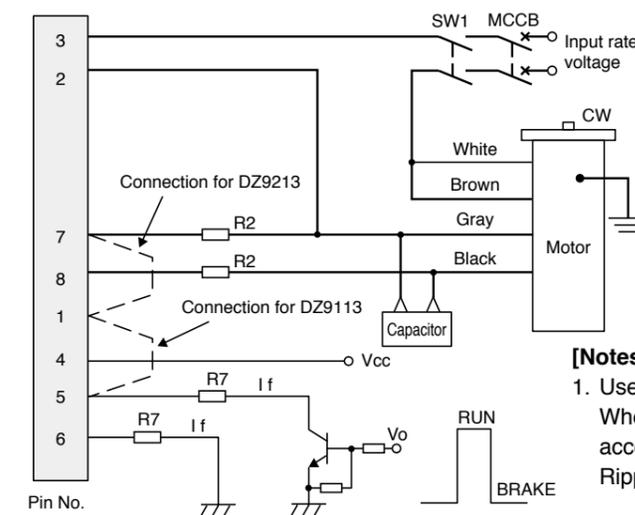 SW1 MCCB
3
Input rate
voltage
2
CW
White
Connection for DZ9213
Brown
R2
Gray
7
Motor
R2
Black
8
Connection for DZ9113
1
Capacitor
4
Vcc
[Notes
R7
I f
1. Use
5
Whe
R7
I f
RUN
acco
6
Vo
Ripp
BRAKE
Pin No.